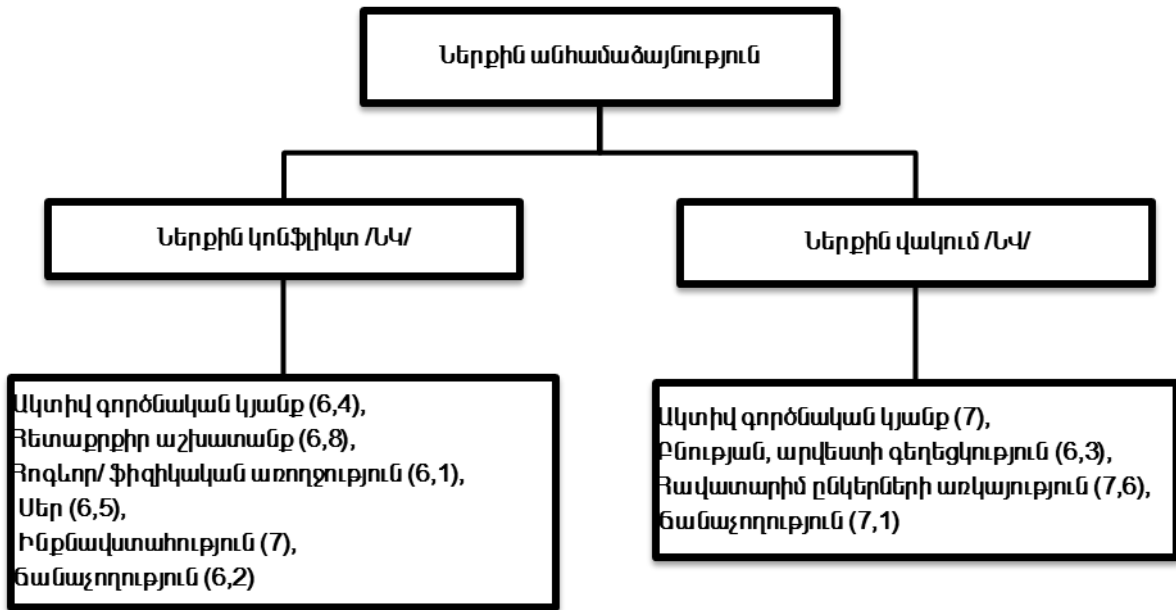 Ներքին անհամաձայնություն
Ներքին կոնֆլիկտ /ՆԿ/
Ներքին վակում /ՆՎ/
Ակտիվ գործնական կյանք (6,4),
Հետաքրքիր աշխատանք (6,8),
Հոգևոր/ ֆիզիկական առողջություն (6,1),
Սեր (6,5),
Ինքնավստահություն (7),
Ճանաչողություն (6,2)
Ակտիվ գործնական կյանք (7),
Բնության, արվեստի գեղեցկություն (6,3),
Հավատարիմ ընկերների առկայություն (7,6),
Ճանաչողություն (7,1)